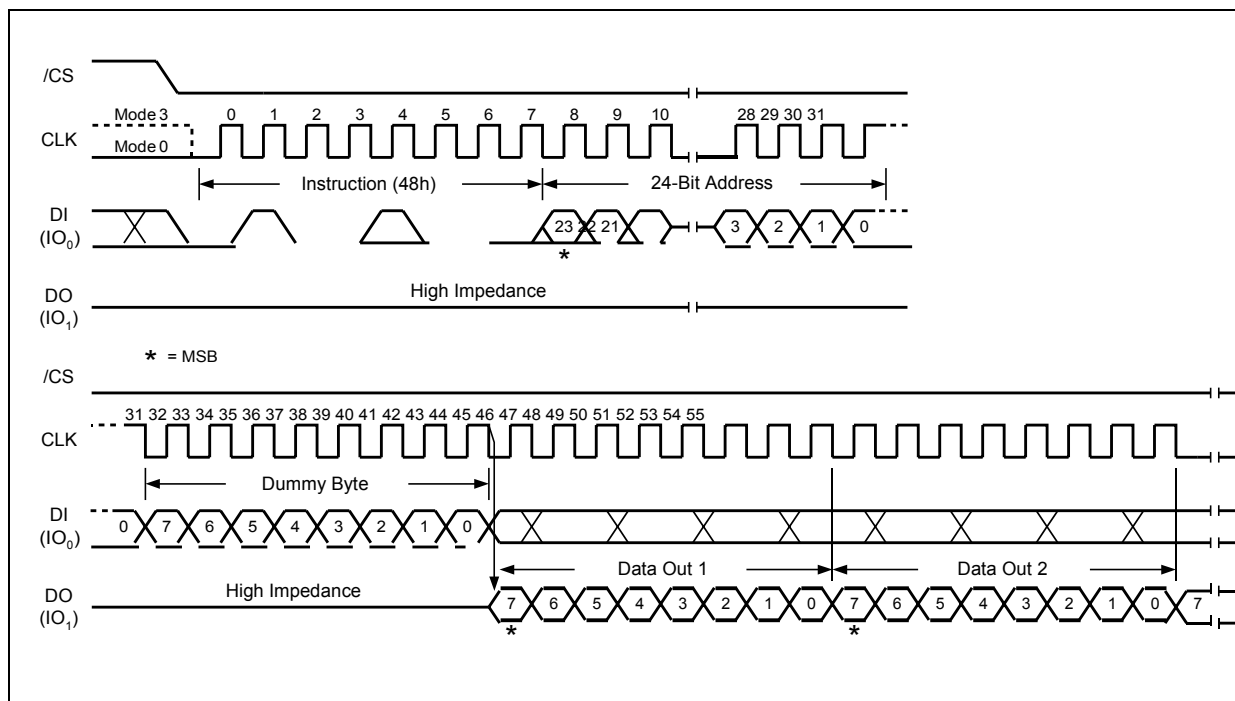 /CS
Mode 3 0 1 2 3 4 5 6 7 8 9 10 28 29 30 31
CLK
Mode 0
Instruction (48h) 24-Bit Address
DI
(IO0)
23 22 21 3 2 1 0
*
High Impedance
DO
(IO1)
* = MSB
/CS
31 32 33 34 35 36 37 38 39 40 41 42 43 44 45 46 47 48 49 50 51 52 53 54 55
CLK
Dummy Byte
DI
(IO0)
0 7 6 5 4 3 2 1 0
Data Out 1 Data Out 2
High Impedance
DO
(IO1)
7 6 5 4 3 2 1 0 7 6 5 4 3 2 1 0 7
* *